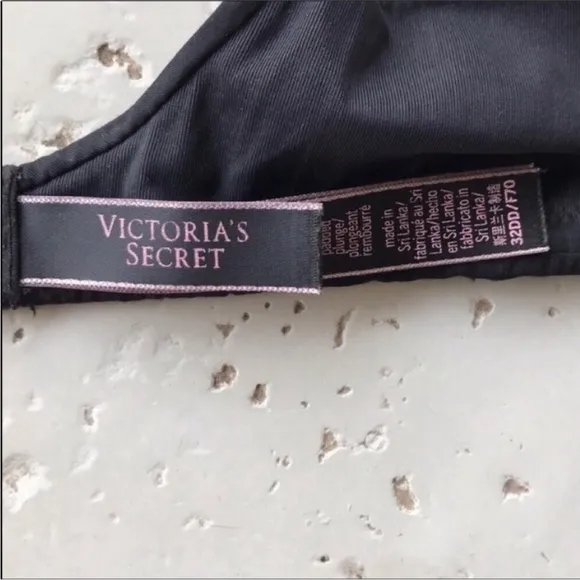 VICTORIA'S
SECRET
padded
plunge/
plongeant
rembourré
made in
Sri Lanka/
fabriqué au Sri
Lanka/hecho
en Sri Lanka/
fabbricato in
Sri Lanka/
斯里兰卡制造
32DD/F70